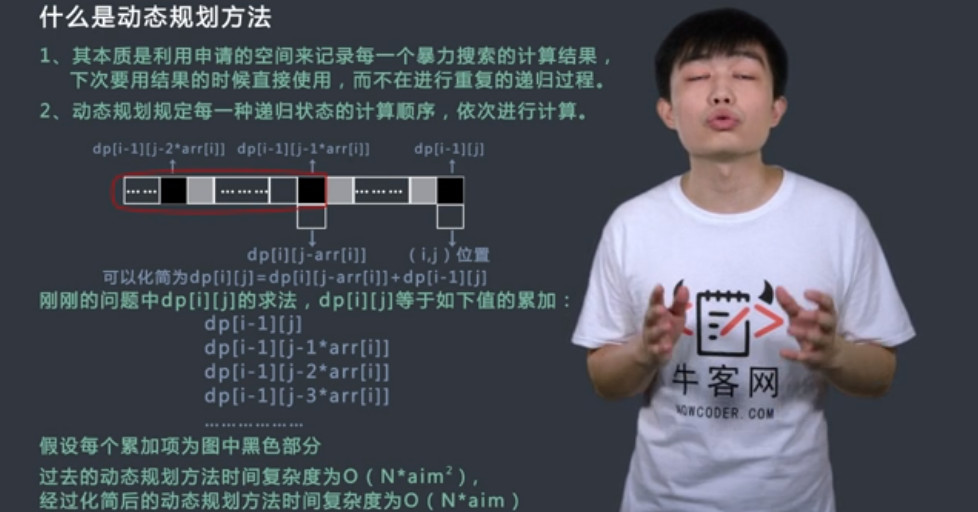 什么是动态规划方法
1、其本质是利用申请的空间来记录每一个暴力搜索的计算结果，
下次要用结果的时候直接使用，而不在进行重复的递归过程。
2、动态规划规定每一种递归状态的计算顺序，依次进行计算。
dp[i-1][j-2*arr[i]] dp[i-1][j-1*arr[i]] dp[i-1][j]
…… …… ……
dp[i][j-arr[i]] （i,j）位置
可以化简为dp[i][j]=dp[i][j-arr[i]]+dp[i-1][j]
刚刚的问题中dp[i][j]的求法，dp[i][j]等于如下值的累加：
dp[i-1][j]
dp[i-1][j-1*arr[i]]
dp[i-1][j-2*arr[i]]
dp[i-1][j-3*arr[i]]
………………
假设每个累加项为图中黑色部分
过去的动态规划方法时间复杂度为O（N*aim²），
经过化简后的动态规划方法时间复杂度为O（N*aim）
牛客网
NOWCODER.COM